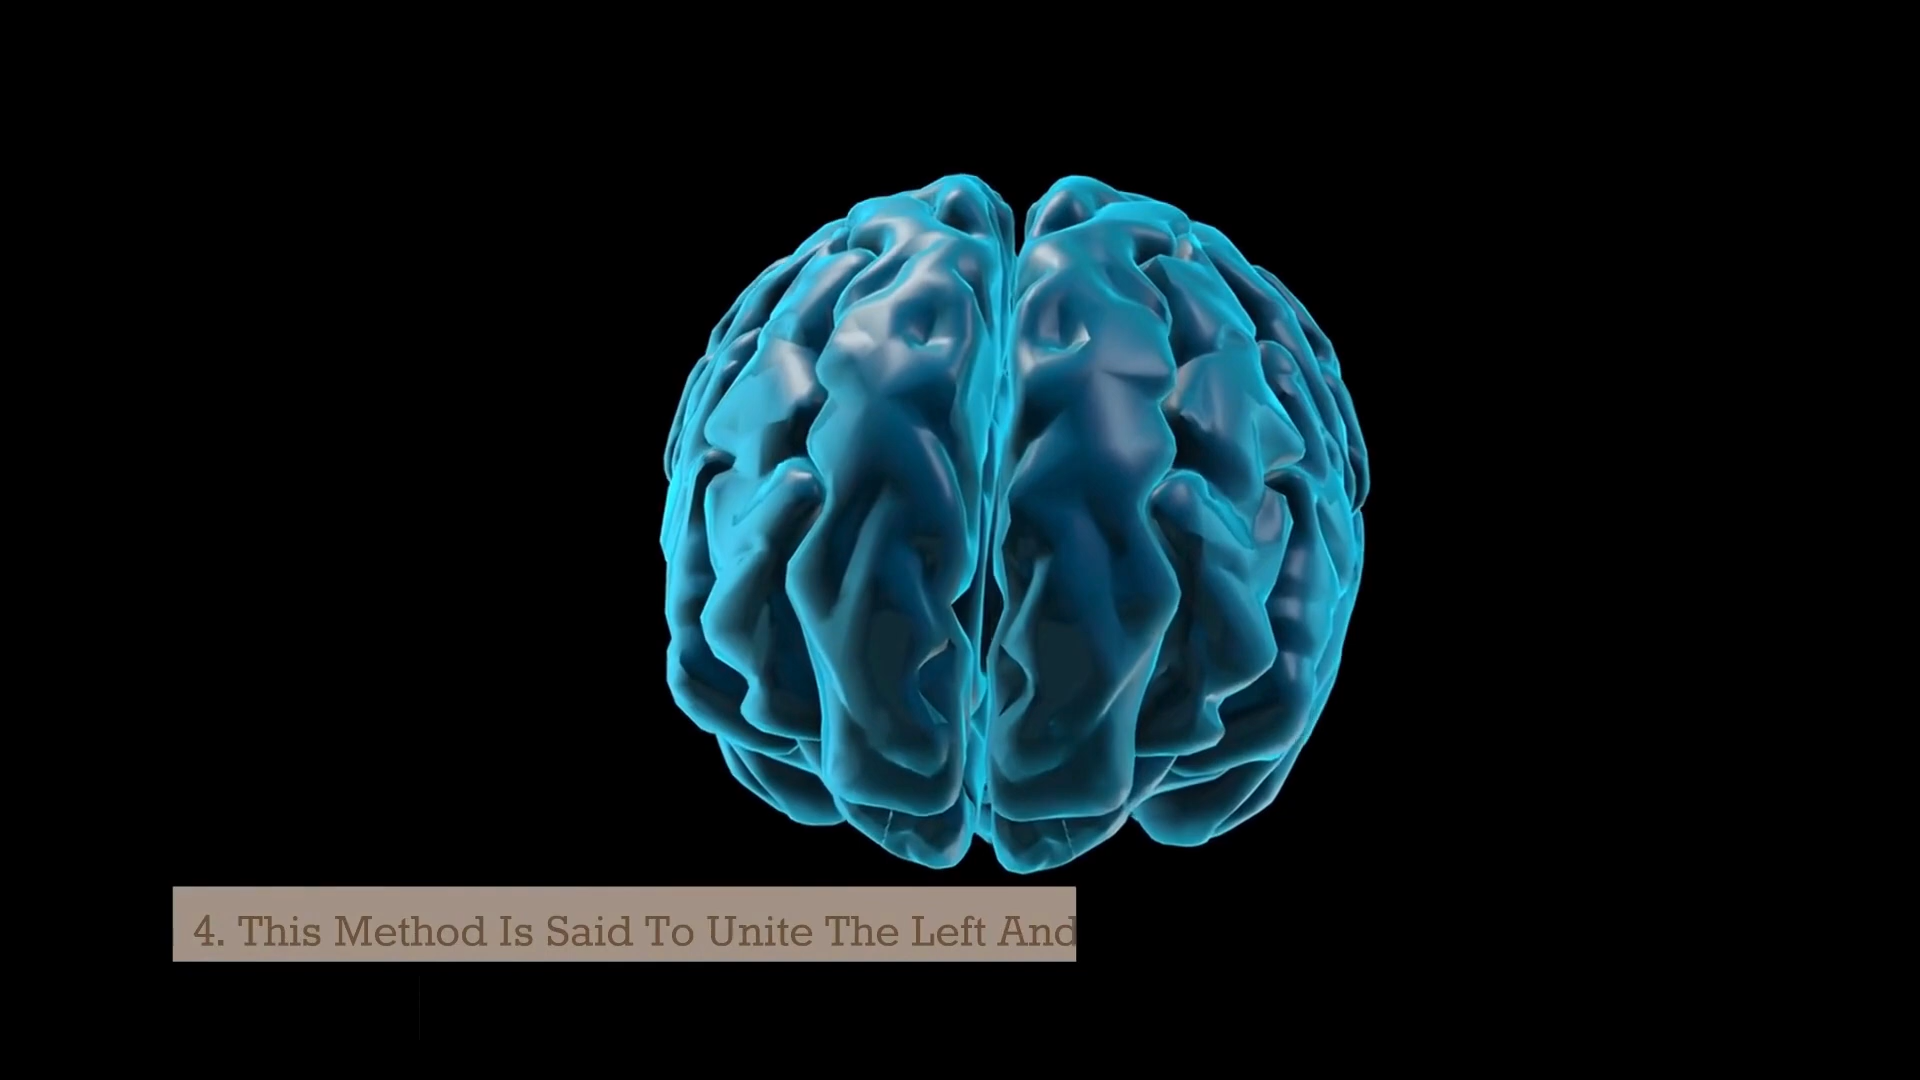 4. This Method Is Said To Unite The Left And